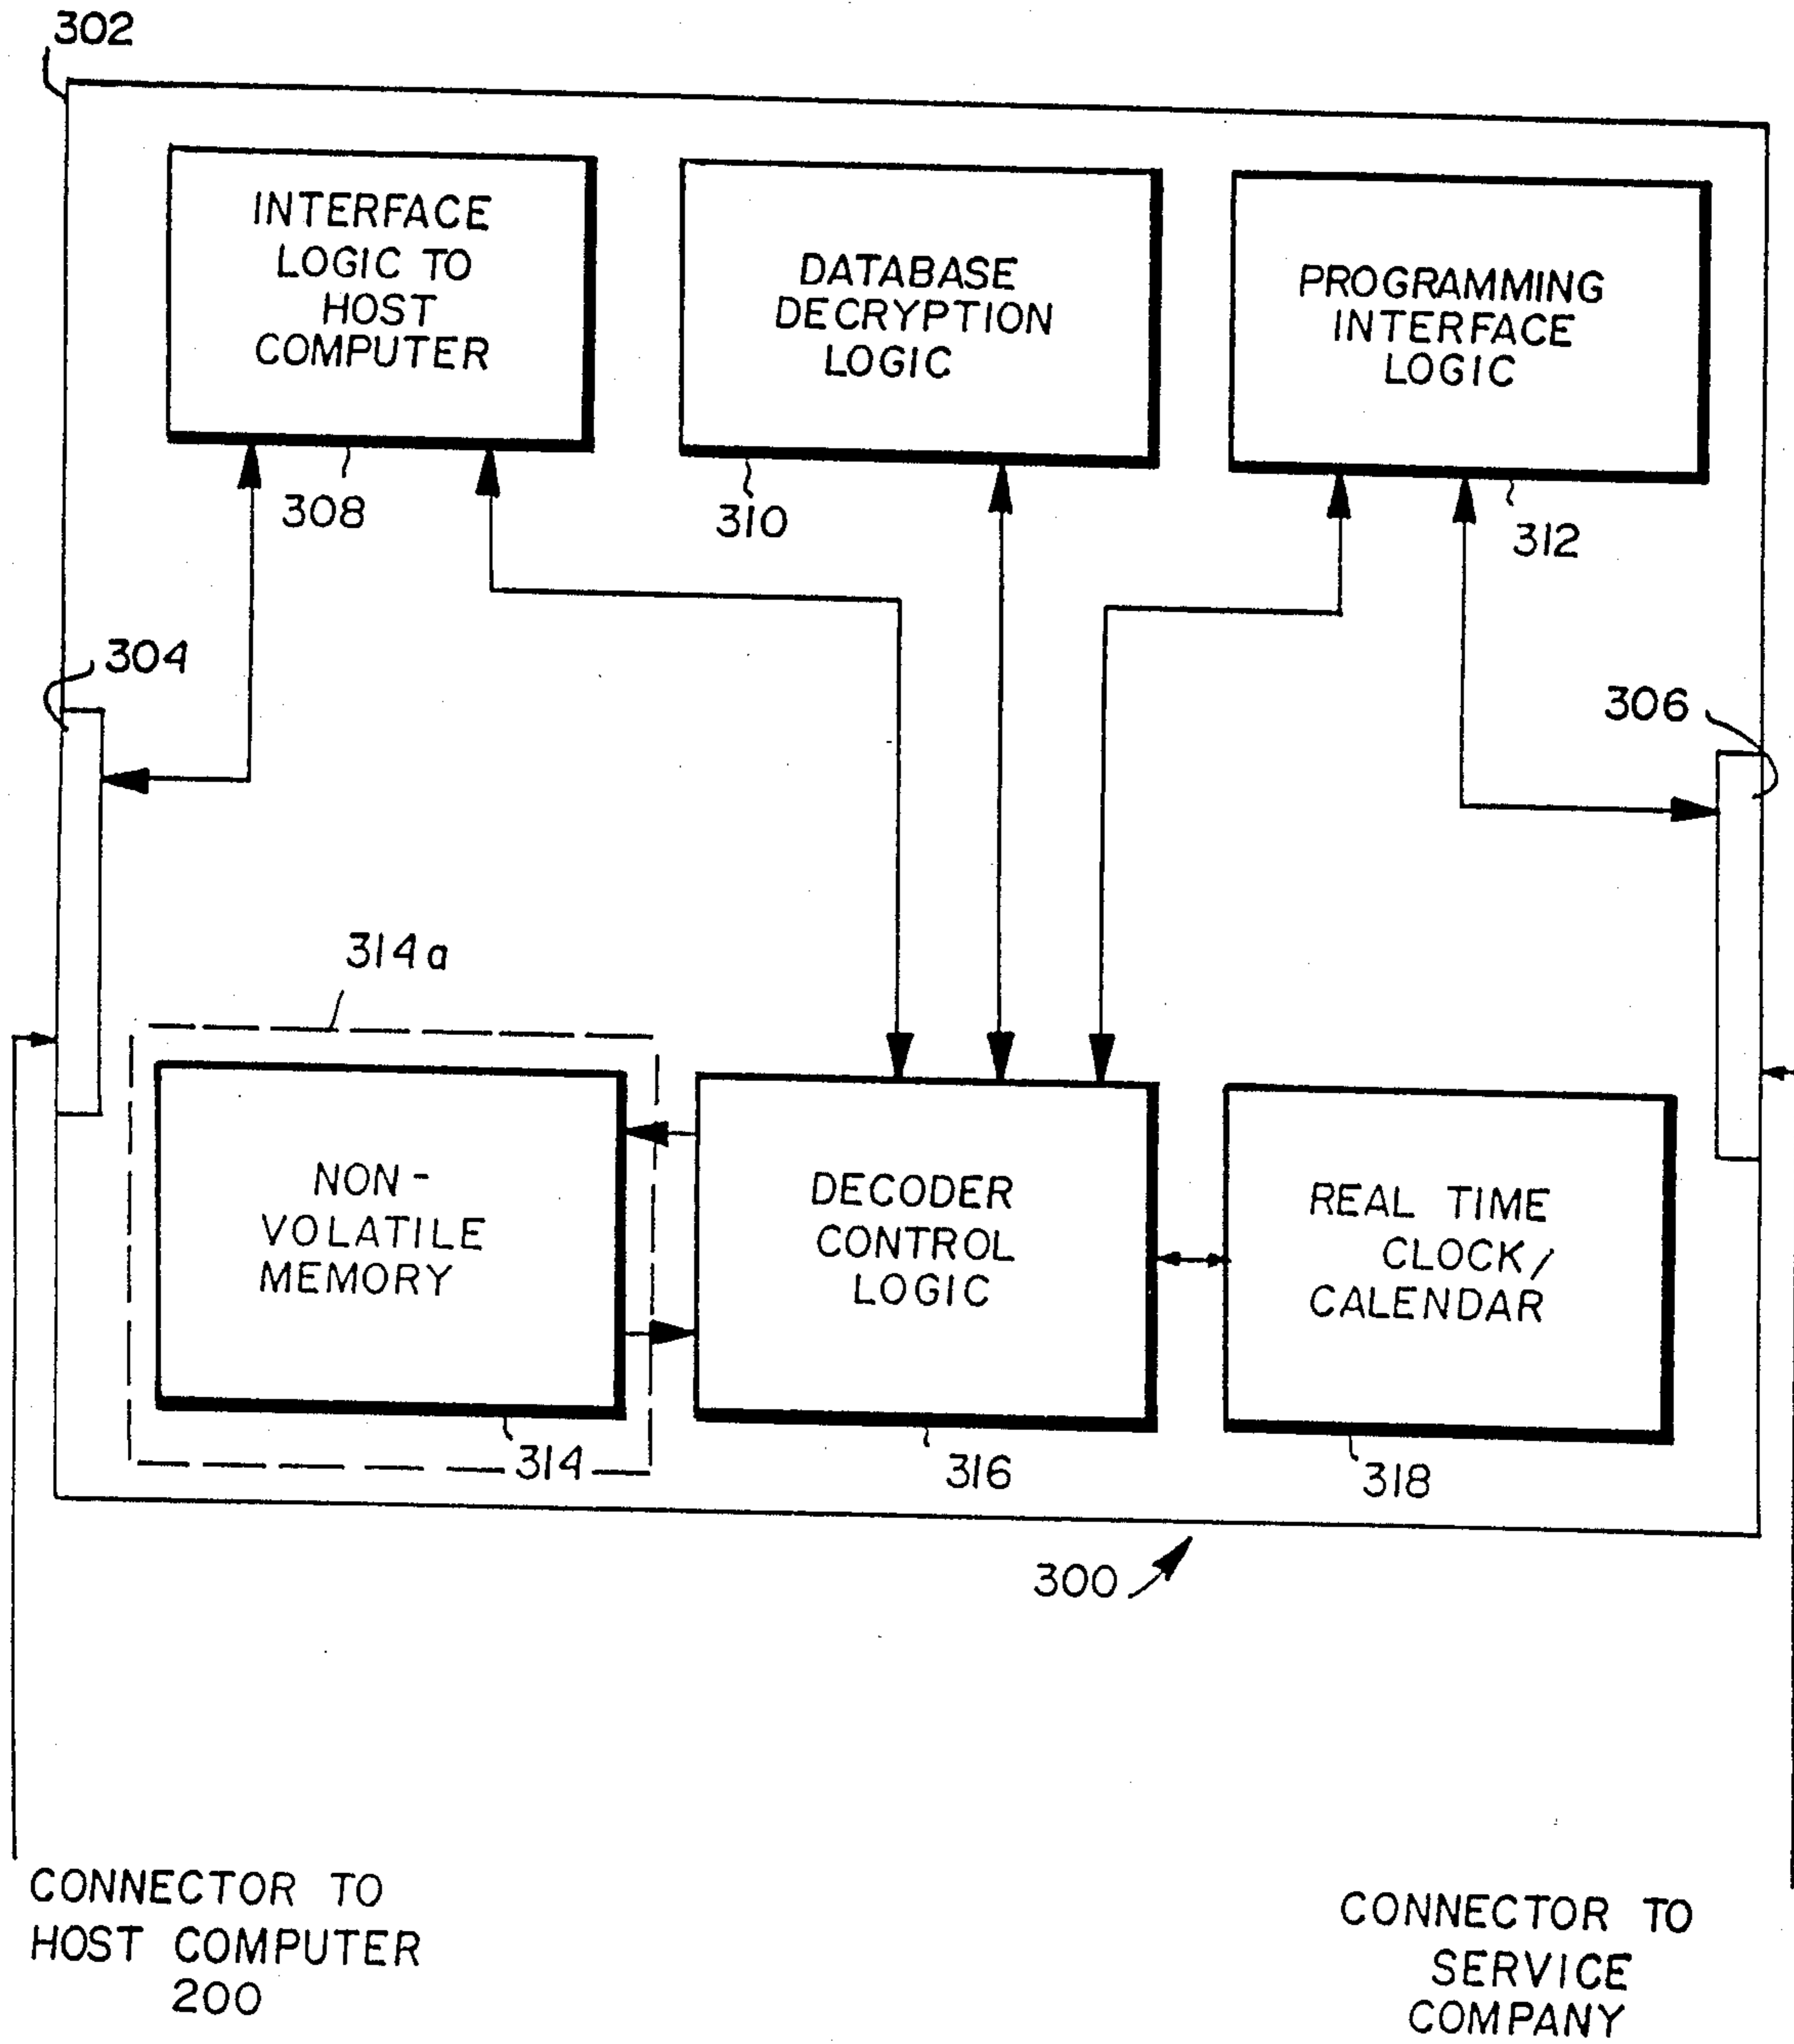 302
INTERFACE
LOGIC TO
HOST
COMPUTER
308
DATABASE
DECRYPTION
LOGIC
310
PROGRAMMING
INTERFACE
LOGIC
312
304
306
314a
NON-
VOLATILE
MEMORY
314
DECODER
CONTROL
LOGIC
316
REAL TIME
CLOCK/
CALENDAR
318
300
CONNECTOR TO
HOST COMPUTER
200
CONNECTOR TO
SERVICE
COMPANY